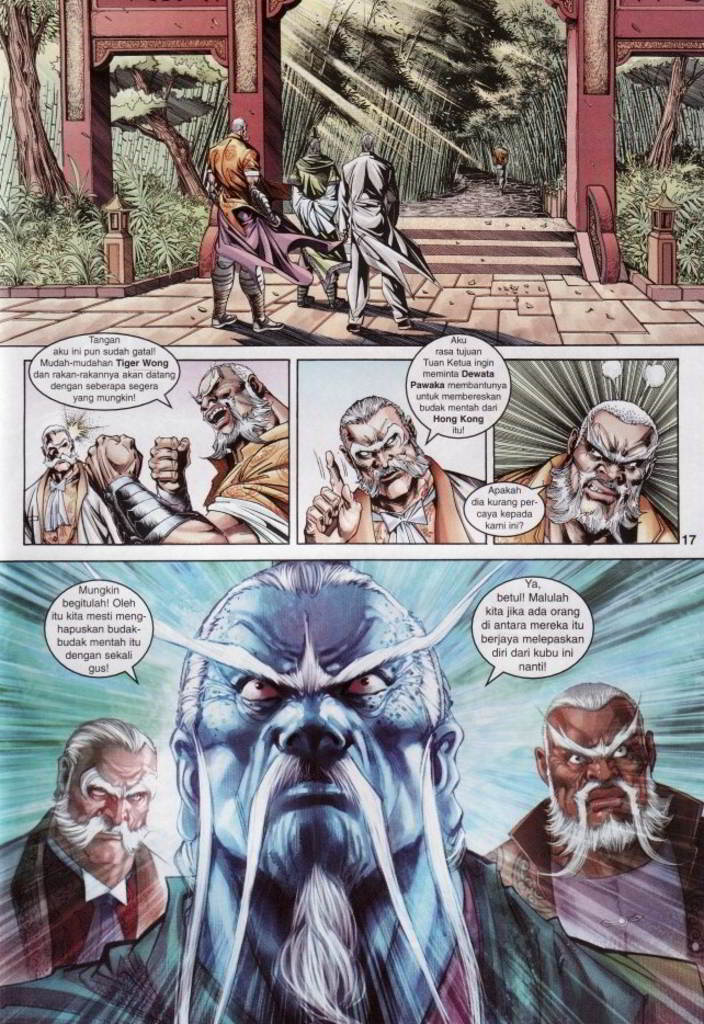 Tangan
aku ini pun sudah gatal!
Mudah-mudahan Tiger Wong
dan rakan-rakannya akan datang
dengan seberapa segera
yang mungkin!
Aku
rasa tujuan
Tuan Ketua ingin
meminta Dewata
Pawaka membantunya
untuk membereskan
budak mentah dari
Hong Kong
itu!
Apakah
dia kurang per-
caya kepada
kami ini?
17
Mungkin
begitulah! Oleh
itu kita mesti meng-
hapuskan budak-
budak mentah itu
dengan sekali
gus!
Ya,
betul! Malulah
kita jika ada orang
di antara mereka itu
berjaya melepaskan
diri dari kubu ini
nanti!